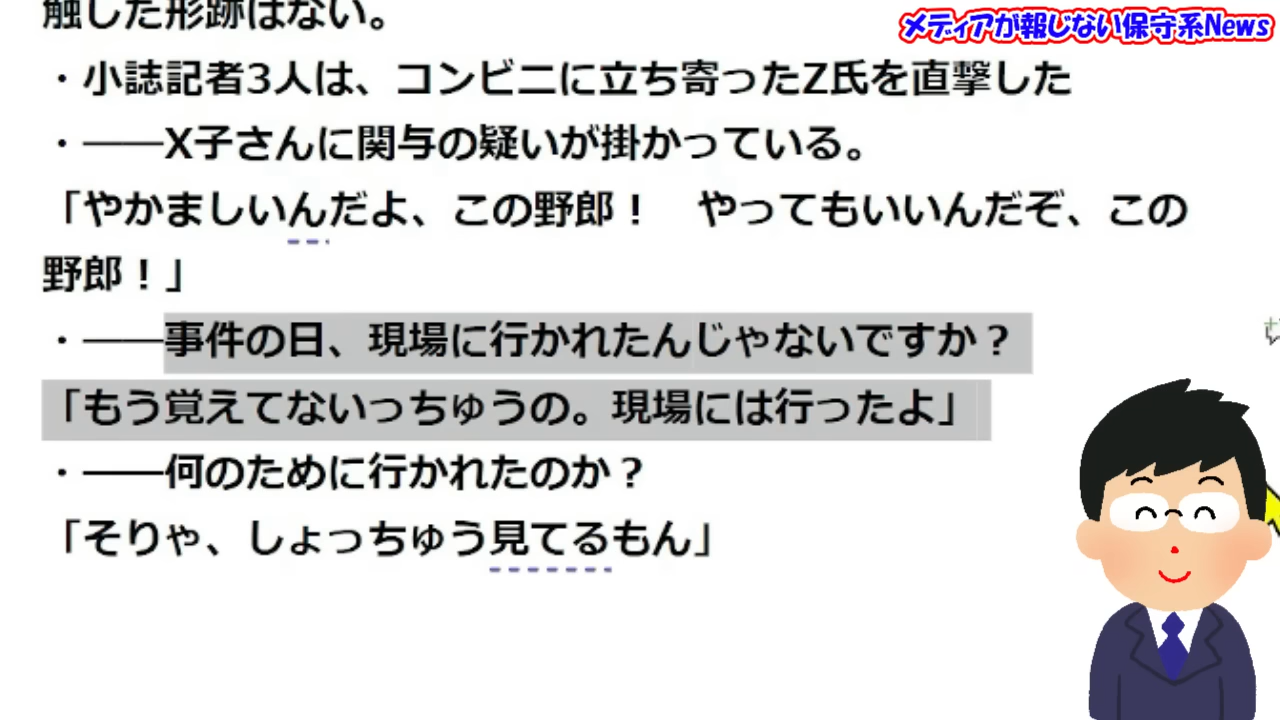 触した形跡はない。
メディアが報じない保守系News
・小誌記者3人は、コンビニに立ち寄ったZ氏を直撃した
・――X子さんに関与の疑いが掛かっている。
「やかましいんだよ、この野郎！　やってもいいんだぞ、この
野郎！」
・――事件の日、現場に行かれたんじゃないですか？
「もう覚えてないっちゅうの。現場には行ったよ」
・――何のために行かれたのか？
「そりゃ、しょっちゅう見てるもん」